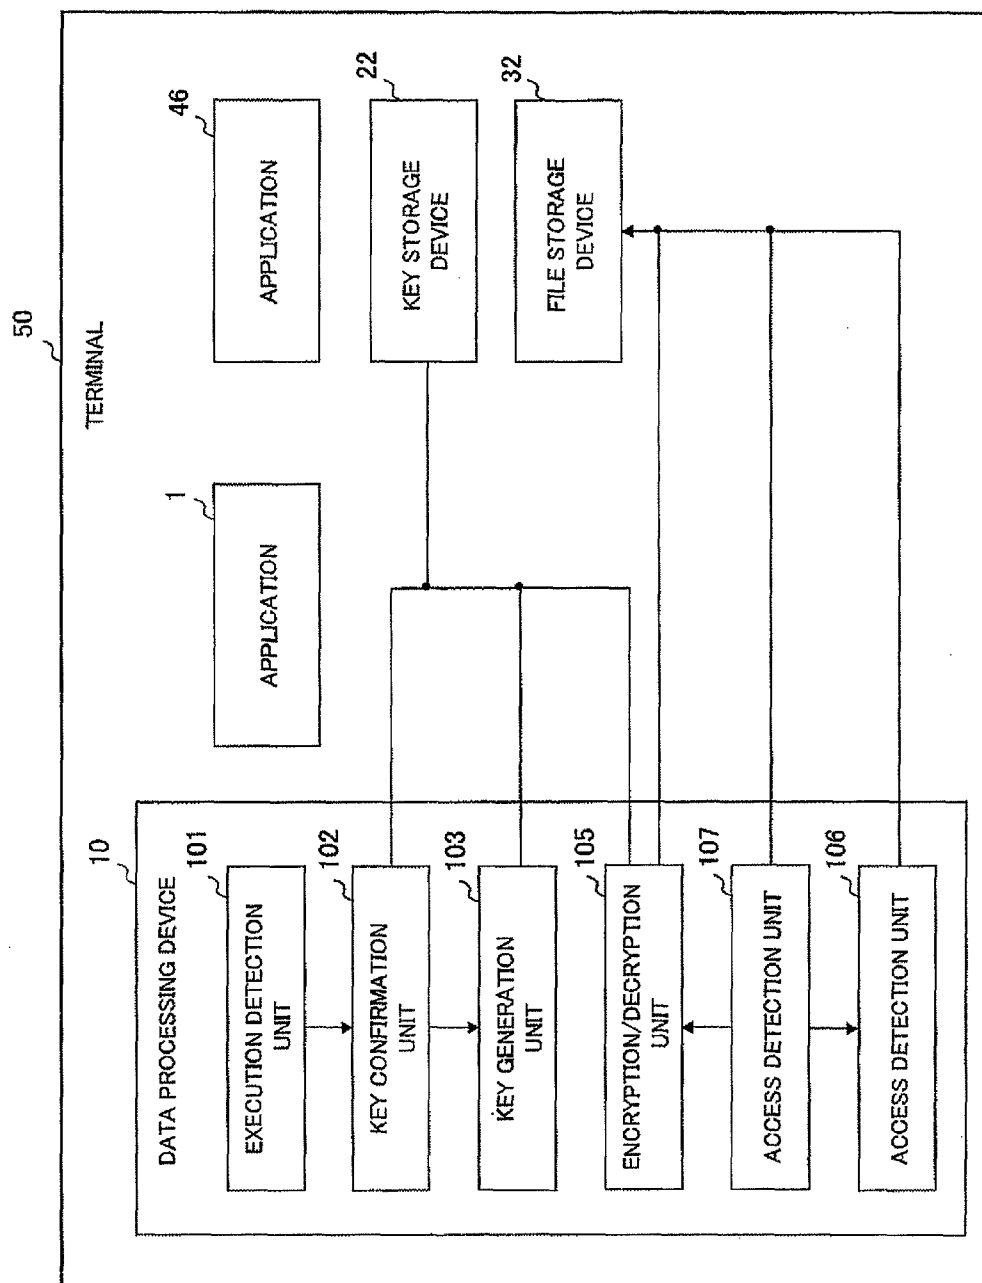 50
TERMINAL
10
DATA PROCESSING DEVICE
101
EXECUTION DETECTION
UNIT
102
KEY CONFIRMATION
UNIT
103
KEY GENERATION
UNIT
105
ENCRYPTION/DECRYPTION
UNIT
107
ACCESS DETECTION UNIT
106
ACCESS DETECTION UNIT
1
APPLICATION
46
APPLICATION
22
KEY STORAGE
DEVICE
32
FILE STORAGE
DEVICE